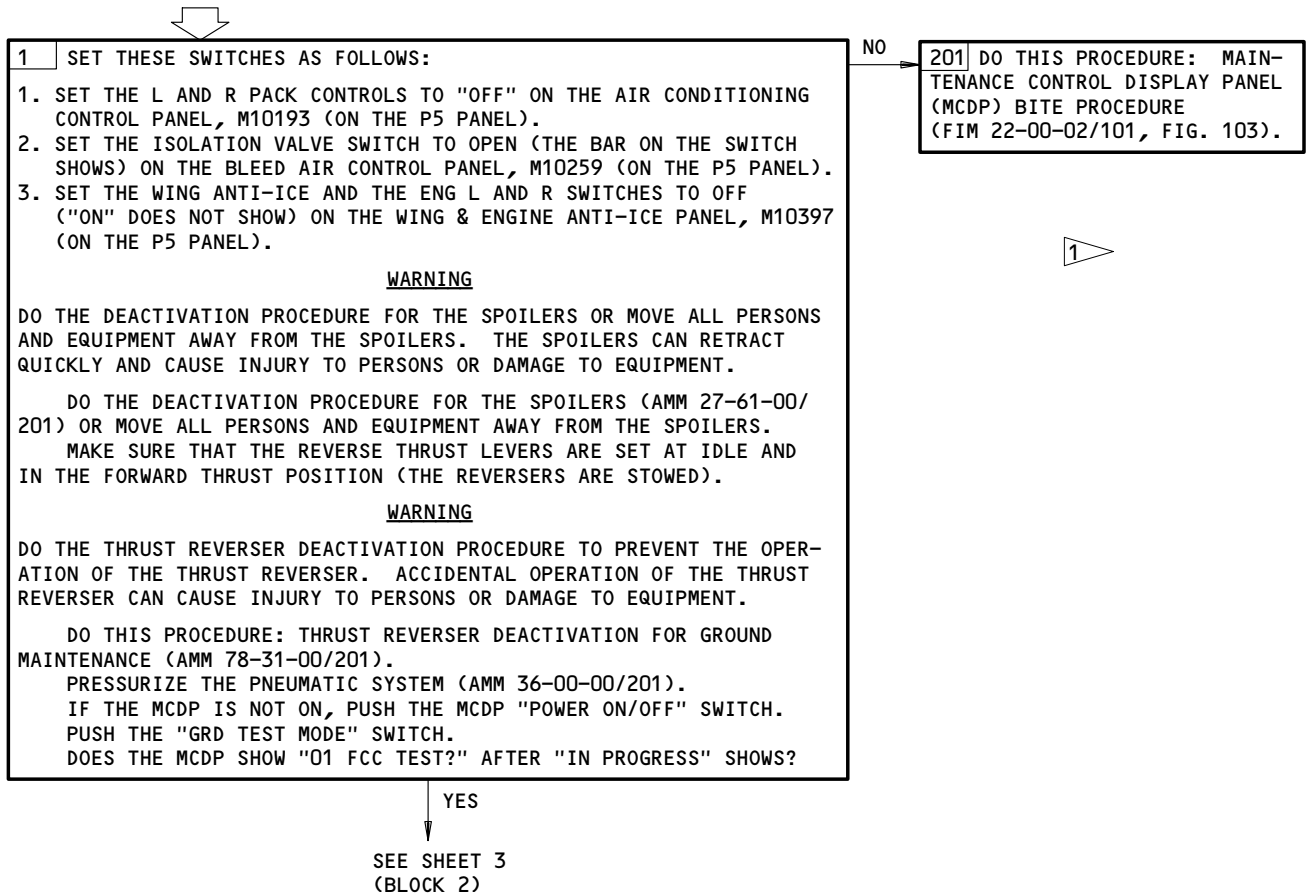 1 SET THESE SWITCHES AS FOLLOWS:
1. SET THE L AND R PACK CONTROLS TO "OFF" ON THE AIR CONDITIONING
CONTROL PANEL, M10193 (ON THE P5 PANEL).
2. SET THE ISOLATION VALVE SWITCH TO OPEN (THE BAR ON THE SWITCH
SHOWS) ON THE BLEED AIR CONTROL PANEL, M10259 (ON THE P5 PANEL).
3. SET THE WING ANTI-ICE AND THE ENG L AND R SWITCHES TO OFF
("ON" DOES NOT SHOW) ON THE WING & ENGINE ANTI-ICE PANEL, M10397
(ON THE P5 PANEL).
WARNING
DO THE DEACTIVATION PROCEDURE FOR THE SPOILERS OR MOVE ALL PERSONS
AND EQUIPMENT AWAY FROM THE SPOILERS. THE SPOILERS CAN RETRACT
QUICKLY AND CAUSE INJURY TO PERSONS OR DAMAGE TO EQUIPMENT.
DO THE DEACTIVATION PROCEDURE FOR THE SPOILERS (AMM 27-61-00/
201) OR MOVE ALL PERSONS AND EQUIPMENT AWAY FROM THE SPOILERS.
MAKE SURE THAT THE REVERSE THRUST LEVERS ARE SET AT IDLE AND
IN THE FORWARD THRUST POSITION (THE REVERSERS ARE STOWED).
WARNING
DO THE THRUST REVERSER DEACTIVATION PROCEDURE TO PREVENT THE OPER-
ATION OF THE THRUST REVERSER. ACCIDENTAL OPERATION OF THE THRUST
REVERSER CAN CAUSE INJURY TO PERSONS OR DAMAGE TO EQUIPMENT.
DO THIS PROCEDURE: THRUST REVERSER DEACTIVATION FOR GROUND
MAINTENANCE (AMM 78-31-00/201).
PRESSURIZE THE PNEUMATIC SYSTEM (AMM 36-00-00/201).
IF THE MCDP IS NOT ON, PUSH THE MCDP "POWER ON/OFF" SWITCH.
PUSH THE "GRD TEST MODE" SWITCH.
DOES THE MCDP SHOW "01 FCC TEST?" AFTER "IN PROGRESS" SHOWS?
NO
201 DO THIS PROCEDURE: MAIN-
TENANCE CONTROL DISPLAY PANEL
(MCDP) BITE PROCEDURE
(FIM 22-00-02/101, FIG. 103).
1
YES
SEE SHEET 3
(BLOCK 2)